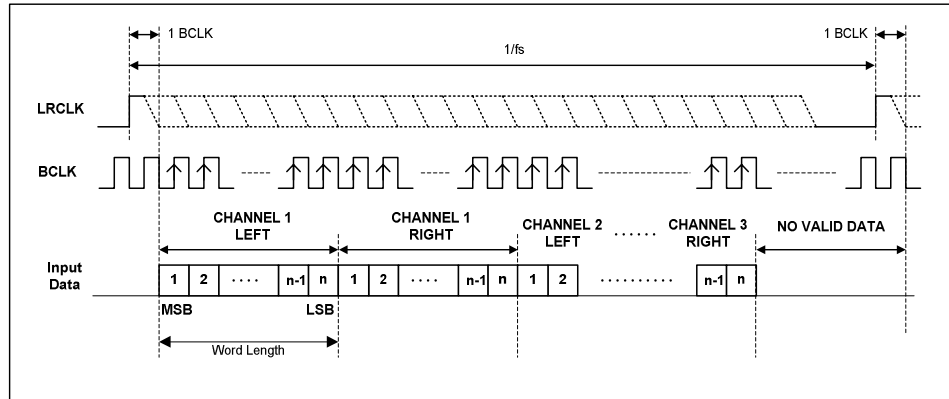 1 BCLK
1 BCLK
1/fs
LRCLK
BCLK
CHANNEL 1
LEFT
CHANNEL 1
RIGHT
CHANNEL 2
LEFT
......
CHANNEL 3
RIGHT
NO VALID DATA
Input
Data
1 2 .... n-1 n 1 2 .... n-1 n 1 2 .......... n-1 n
MSB LSB
Word Length